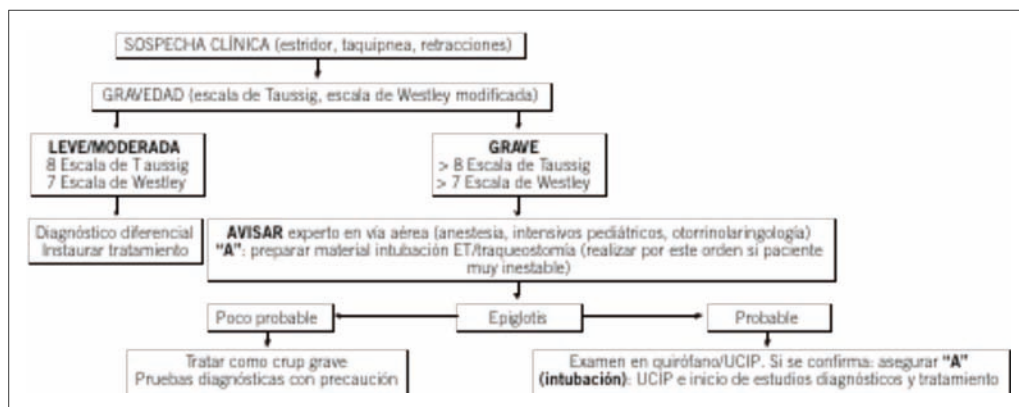 SOSPECHA CLÍNICA (estridor, taquipnea, retracciones)
GRAVEDAD (escala de Taussig, escala de Westley modificada)
LEVE/MODERADA
8 Escala de Taussig
7 Escala de Westley
GRAVE
> 8 Escala de Taussig
> 7 Escala de Westley
Diagnóstico diferencial
Instaurar tratamiento
AVISAR experto en vía aérea (anestesia, intensivos pediátricos, otorrinolaringología)
“A”: preparar material intubación ET/traqueostomía (realizar por este orden si paciente
muy inestable)
Poco probable
Epiglotis
Probable
Tratar como crup grave
Pruebas diagnósticas con precaución
Examen en quirófano/UCIP. Si se confirma: asegurar “A”
(intubación): UCIP e inicio de estudios diagnósticos y tratamiento